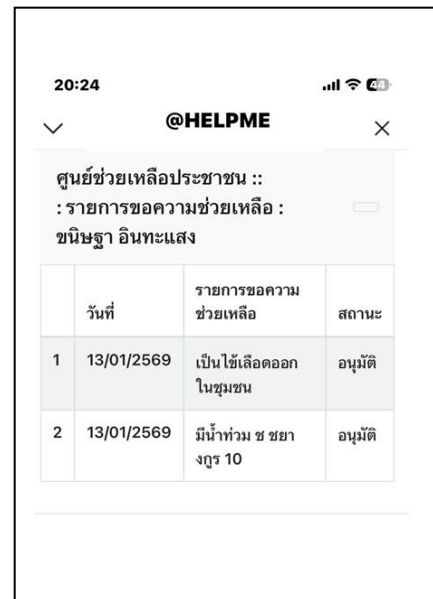 20:24 44
@HELPME
ศูนย์ช่วยเหลือประชาชน ::
: รายการขอความช่วยเหลือ :
ขนิษฐา อินทะแสง
วันที่ รายการขอความ
ช่วยเหลือ สถานะ
1 13/01/2569 เป็นไข้เลือดออก อนุมัติ
ในชุมชน
2 13/01/2569 มีน้ำท่วม ช ชยา อนุมัติ
งกูร 10